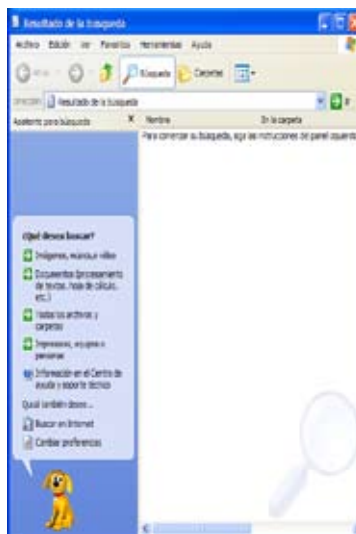 Resultado de la búsqueda
Archivo Edición Ver Favoritos Herramientas Ayuda
Búsqueda Carpetas
Dirección Resultado de la búsqueda
Asistente para búsqueda X Nombre En la carpeta
Para comenzar su búsqueda, siga las instrucciones del panel izquierdo
¿Qué desea buscar?
Imágenes, música o vídeo
Documentos (procesamiento
de textos, hoja de cálculo,
etc.)
Todos los archivos y
carpetas
Impresoras, equipos o
personas
Información en el Centro de
ayuda y soporte técnico
Quizá también desee...
Buscar en Internet
Cambiar preferencias